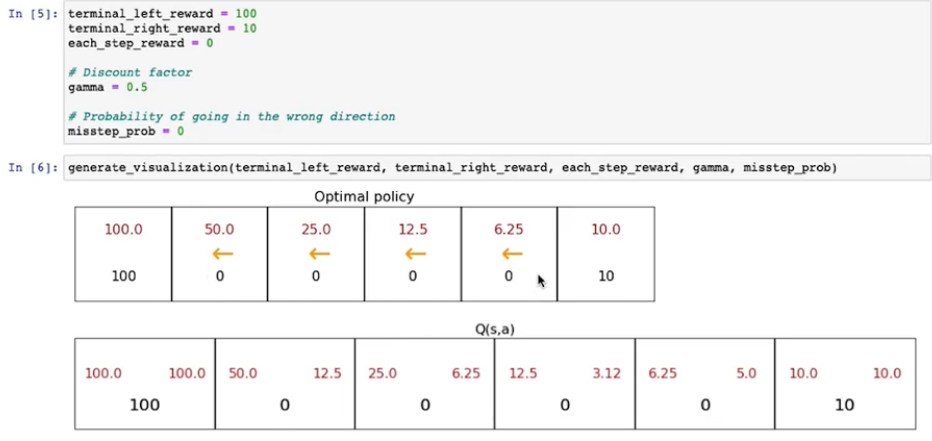 In [5]: terminal_left_reward = 100
terminal_right_reward = 10
each_step_reward = 0
# Discount factor
gamma = 0.5
# Probability of going in the wrong direction
misstep_prob = 0
In [6]: generate_visualization(terminal_left_reward, terminal_right_reward, each_step_reward, gamma, misstep_prob)
Optimal policy
100.0 50.0 25.0 12.5 6.25 10.0
← ← ← ←
100 0 0 0 0 10
Q(s,a)
100.0 100.0 50.0 12.5 25.0 6.25 12.5 3.12 6.25 5.0 10.0 10.0
100 0 0 0 0 10